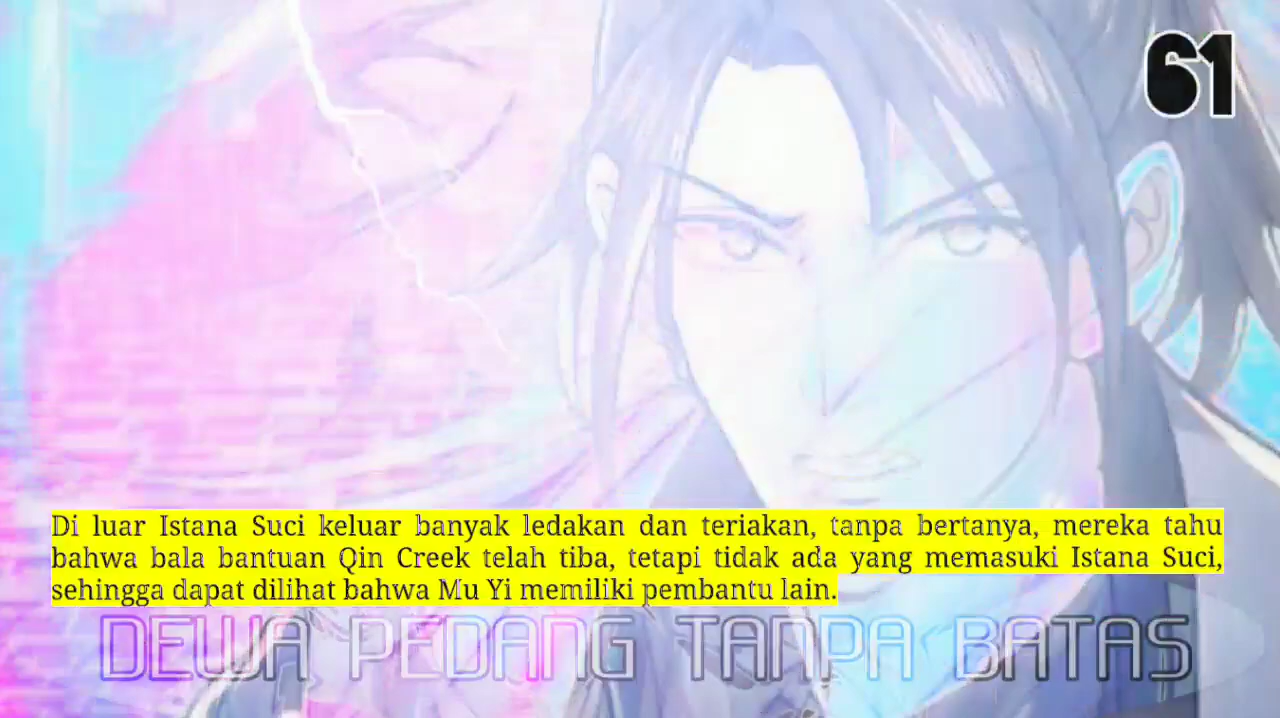 61
Di luar Istana Suci keluar banyak ledakan dan teriakan, tanpa bertanya, mereka tahu
bahwa bala bantuan Qin Creek telah tiba, tetapi tidak ada yang memasuki Istana Suci,
sehingga dapat dilihat bahwa Mu Yi memiliki pembantu lain.
DEWA PEDANG TANPA BATAS